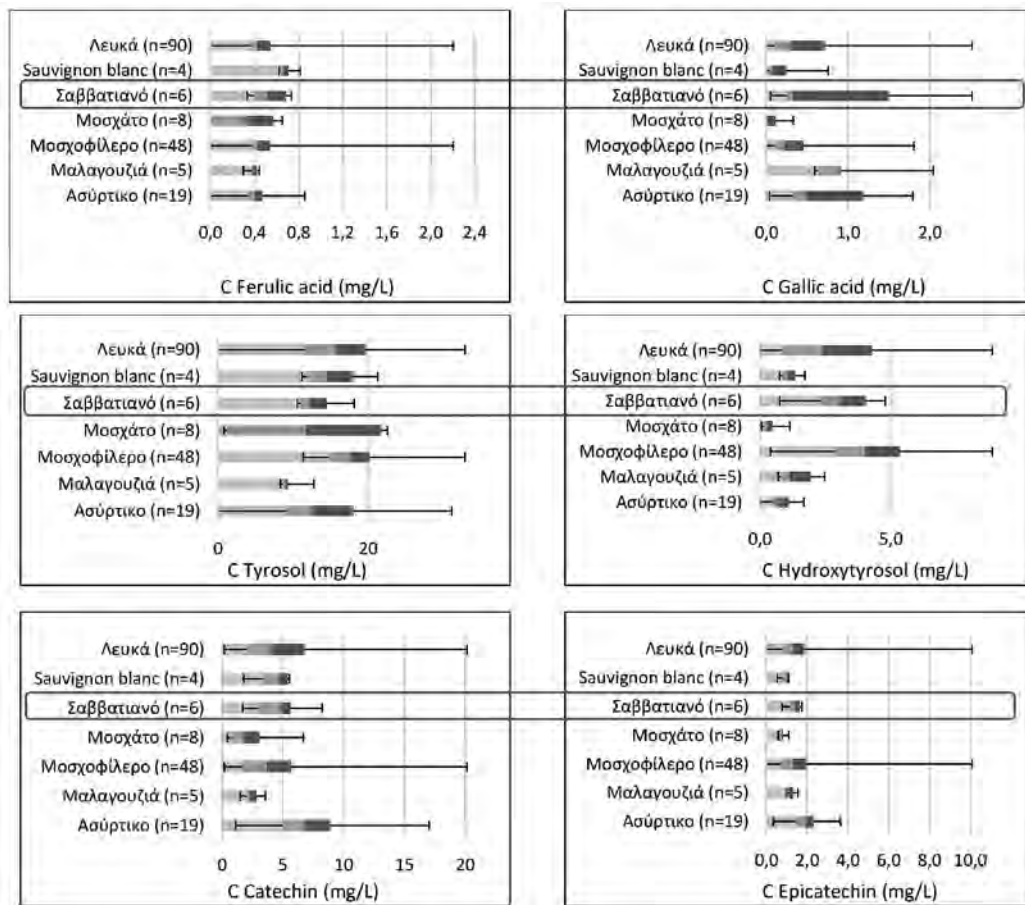 Λευκά (n=90)
Sauvignon blanc (n=4)
Σαββατιανό (n=6)
Μοσχάτο (n=8)
Μοσχοφίλερο (n=48)
Μαλαγουζιά (n=5)
Ασύρτικο (n=19)
0,0 0,4 0,8 1,2 1,6 2,0 2,4
C Ferulic acid (mg/L)
Λευκά (n=90)
Sauvignon blanc (n=4)
Σαββατιανό (n=6)
Μοσχάτο (n=8)
Μοσχοφίλερο (n=48)
Μαλαγουζιά (n=5)
Ασύρτικο (n=19)
0,0 1,0 2,0
C Gallic acid (mg/L)
Λευκά (n=90)
Sauvignon blanc (n=4)
Σαββατιανό (n=6)
Μοσχάτο (n=8)
Μοσχοφίλερο (n=48)
Μαλαγουζιά (n=5)
Ασύρτικο (n=19)
0 20
C Tyrosol (mg/L)
Λευκά (n=90)
Sauvignon blanc (n=4)
Σαββατιανό (n=6)
Μοσχάτο (n=8)
Μοσχοφίλερο (n=48)
Μαλαγουζιά (n=5)
Ασύρτικο (n=19)
0,0 5,0
C Hydroxytyrosol (mg/L)
Λευκά (n=90)
Sauvignon blanc (n=4)
Σαββατιανό (n=6)
Μοσχάτο (n=8)
Μοσχοφίλερο (n=48)
Μαλαγουζιά (n=5)
Ασύρτικο (n=19)
0 5 10 15 20
C Catechin (mg/L)
Λευκά (n=90)
Sauvignon blanc (n=4)
Σαββατιανό (n=6)
Μοσχάτο (n=8)
Μοσχοφίλερο (n=48)
Μαλαγουζιά (n=5)
Ασύρτικο (n=19)
0,0 2,0 4,0 6,0 8,0 10,0
C Epicatechin (mg/L)